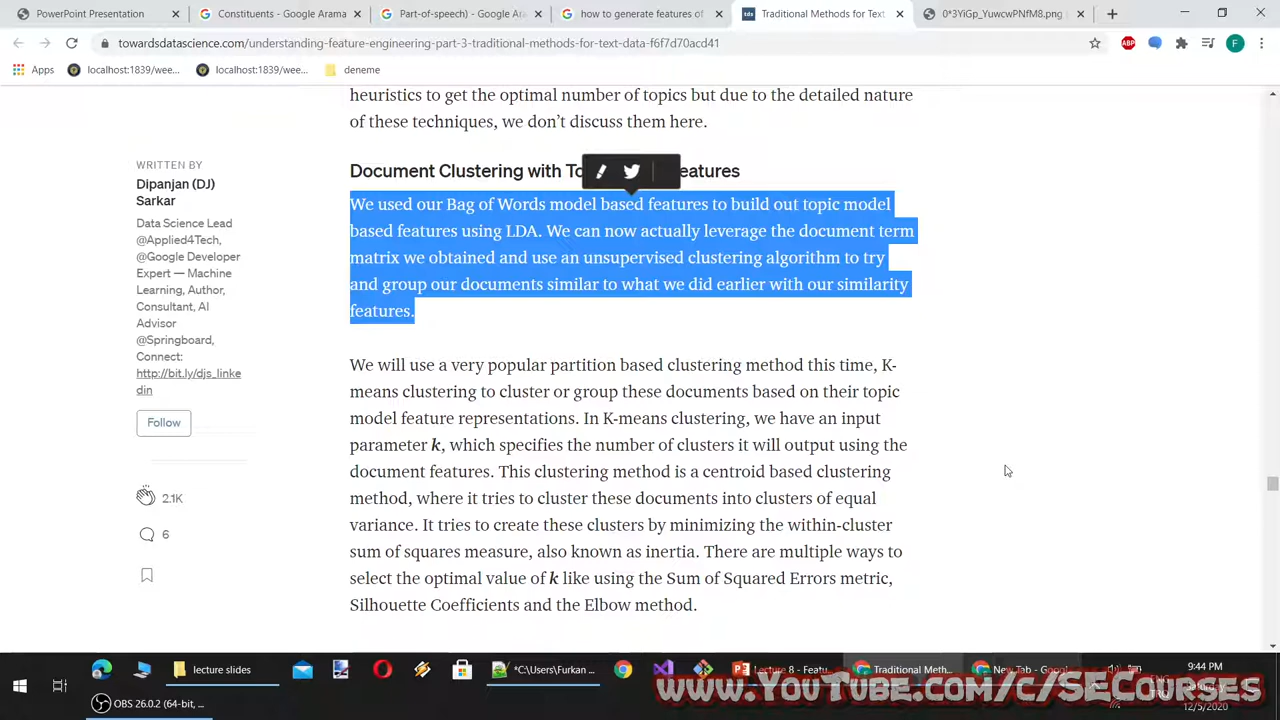 PowerPoint Presentation
Constituents - Google Arama
Part-of-speech) - Google Ar
how to generate features of
Traditional Methods for Text
0*3YiGp_YuwcwPNfM8.png
towardsdatascience.com/understanding-feature-engineering-part-3-traditional-methods-for-text-data-f6f7d70acd41
ABP
F
Apps
localhost:1839/wee...
localhost:1839/wee...
deneme
heuristics to get the optimal number of topics but due to the detailed nature
of these techniques, we don't discuss them here.
WRITTEN BY
Dipanjan (DJ)
Sarkar
Data Science Lead
@Applied4Tech,
@Google Developer
Expert — Machine
Learning, Author,
Consultant, AI
Advisor
@Springboard,
Connect:
http://bit.ly/djs_linke
din
Follow
2.1K
6
Document Clustering with To eatures
We used our Bag of Words model based features to build out topic model
based features using LDA. We can now actually leverage the document term
matrix we obtained and use an unsupervised clustering algorithm to try
and group our documents similar to what we did earlier with our similarity
features.
We will use a very popular partition based clustering method this time, K-
means clustering to cluster or group these documents based on their topic
model feature representations. In K-means clustering, we have an input
parameter k, which specifies the number of clusters it will output using the
document features. This clustering method is a centroid based clustering
method, where it tries to cluster these documents into clusters of equal
variance. It tries to create these clusters by minimizing the within-cluster
sum of squares measure, also known as inertia. There are multiple ways to
select the optimal value of k like using the Sum of Squared Errors metric,
Silhouette Coefficients and the Elbow method.
lecture slides
*C:\Users\Furkan ...
Lecture 8 - Featu...
Traditional Meth...
New Tab - Googl...
9:44 PM
Saturday
12/5/2020
ENG
TRQ
OBS 26.0.2 (64-bit, ...
www.YouTube.com/c/SECourses